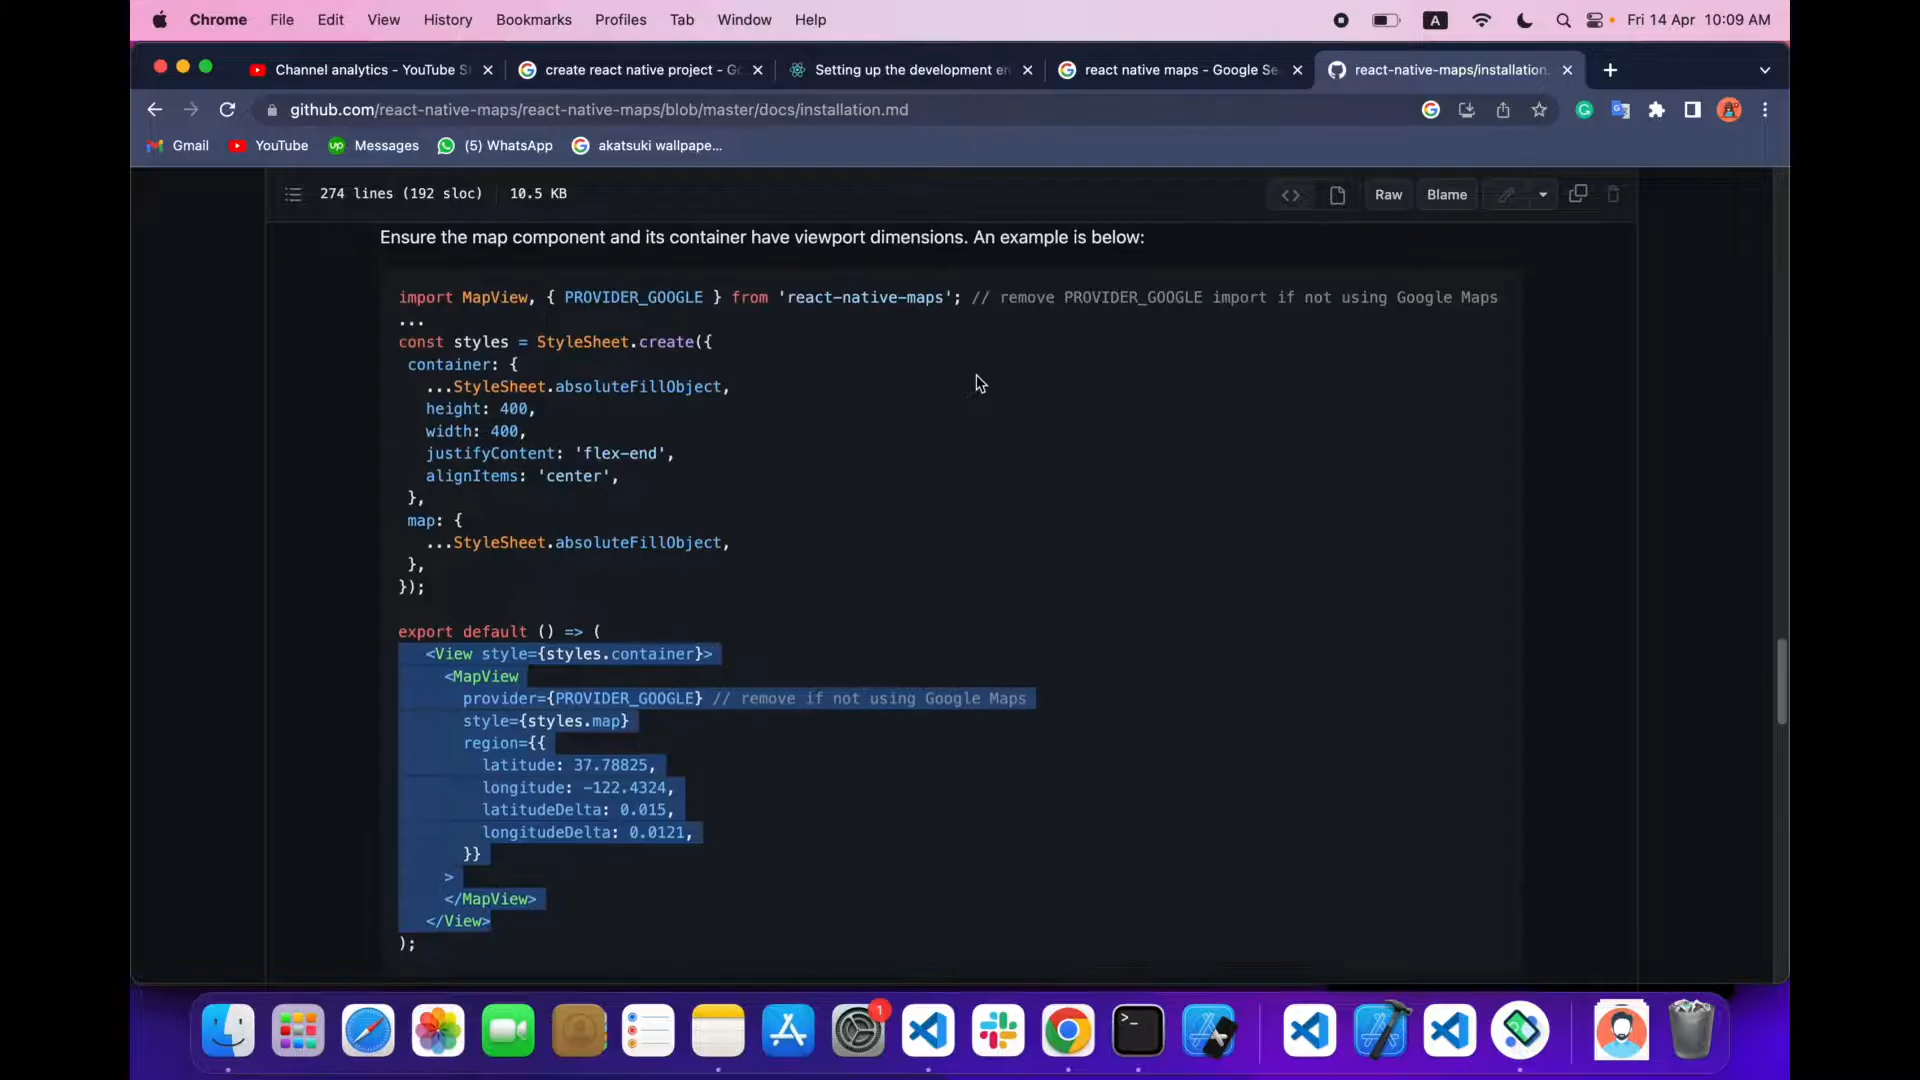 Chrome File Edit View History Bookmarks Profiles Tab Window Help A Fri 14 Apr 10:09 AM
Channel analytics - YouTube S create react native project - G Setting up the development en react native maps - Google Se react-native-maps/installation.
github.com/react-native-maps/react-native-maps/blob/master/docs/installation.md
Gmail YouTube up Messages (5) WhatsApp akatsuki wallpape...
274 lines (192 sloc) 10.5 KB <> Raw Blame
Ensure the map component and its container have viewport dimensions. An example is below:
import MapView, { PROVIDER_GOOGLE } from 'react-native-maps'; // remove PROVIDER_GOOGLE import if not using Google Maps
...
const styles = StyleSheet.create({
container: {
...StyleSheet.absoluteFillObject,
height: 400,
width: 400,
justifyContent: 'flex-end',
alignItems: 'center',
},
map: {
...StyleSheet.absoluteFillObject,
},
});
export default () => (
<View style={styles.container}>
<MapView
provider={PROVIDER_GOOGLE} // remove if not using Google Maps
style={styles.map}
region={{
latitude: 37.78825,
longitude: -122.4324,
latitudeDelta: 0.015,
longitudeDelta: 0.0121,
}}
>
</MapView>
</View>
);
1
>_